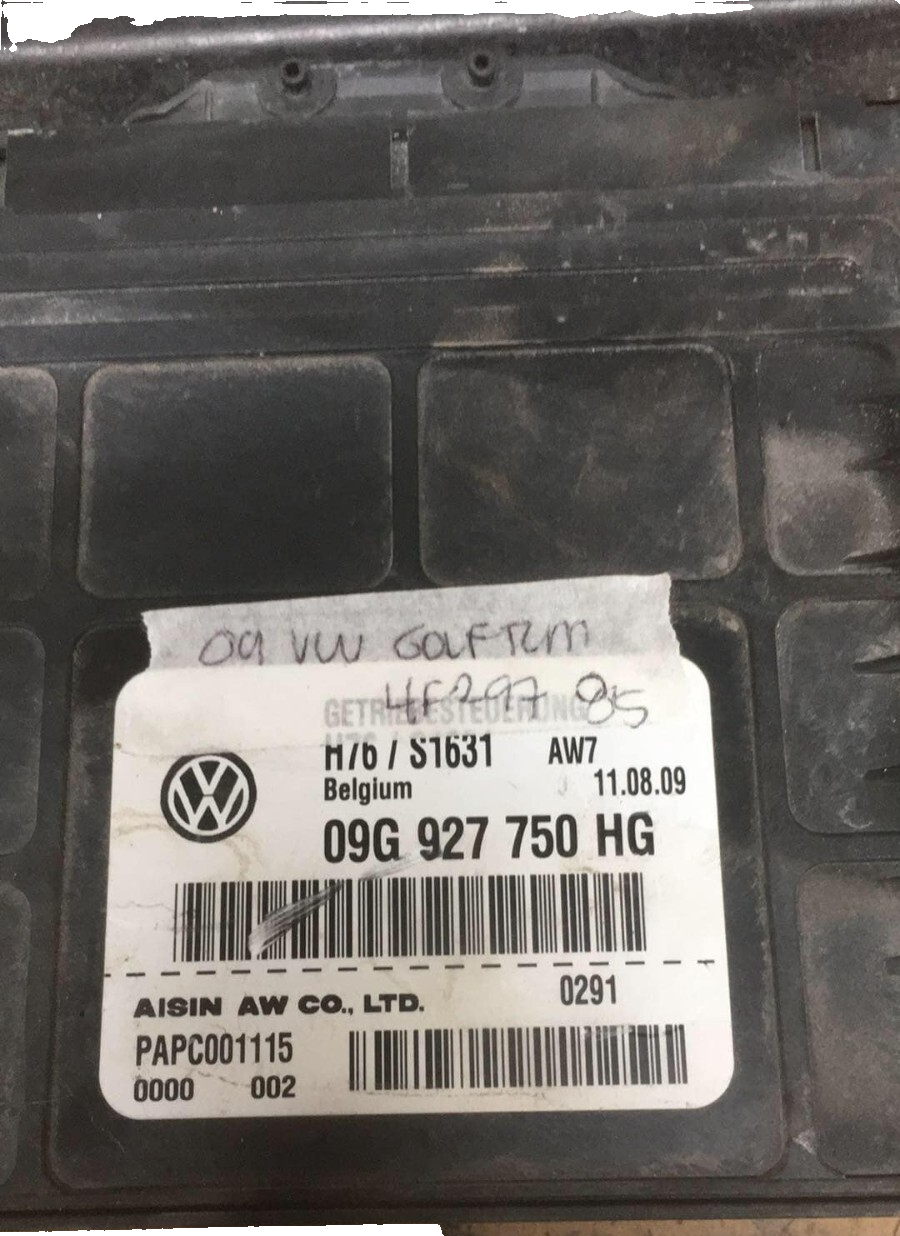 09 VW GOLF TCM
4F297 85
GETRIEBESTEUERUNG
H76 / S1631 AW7
Belgium 11.08.09
09G 927 750 HG
AISIN AW CO., LTD. 0291
PAPC001115
0000 002